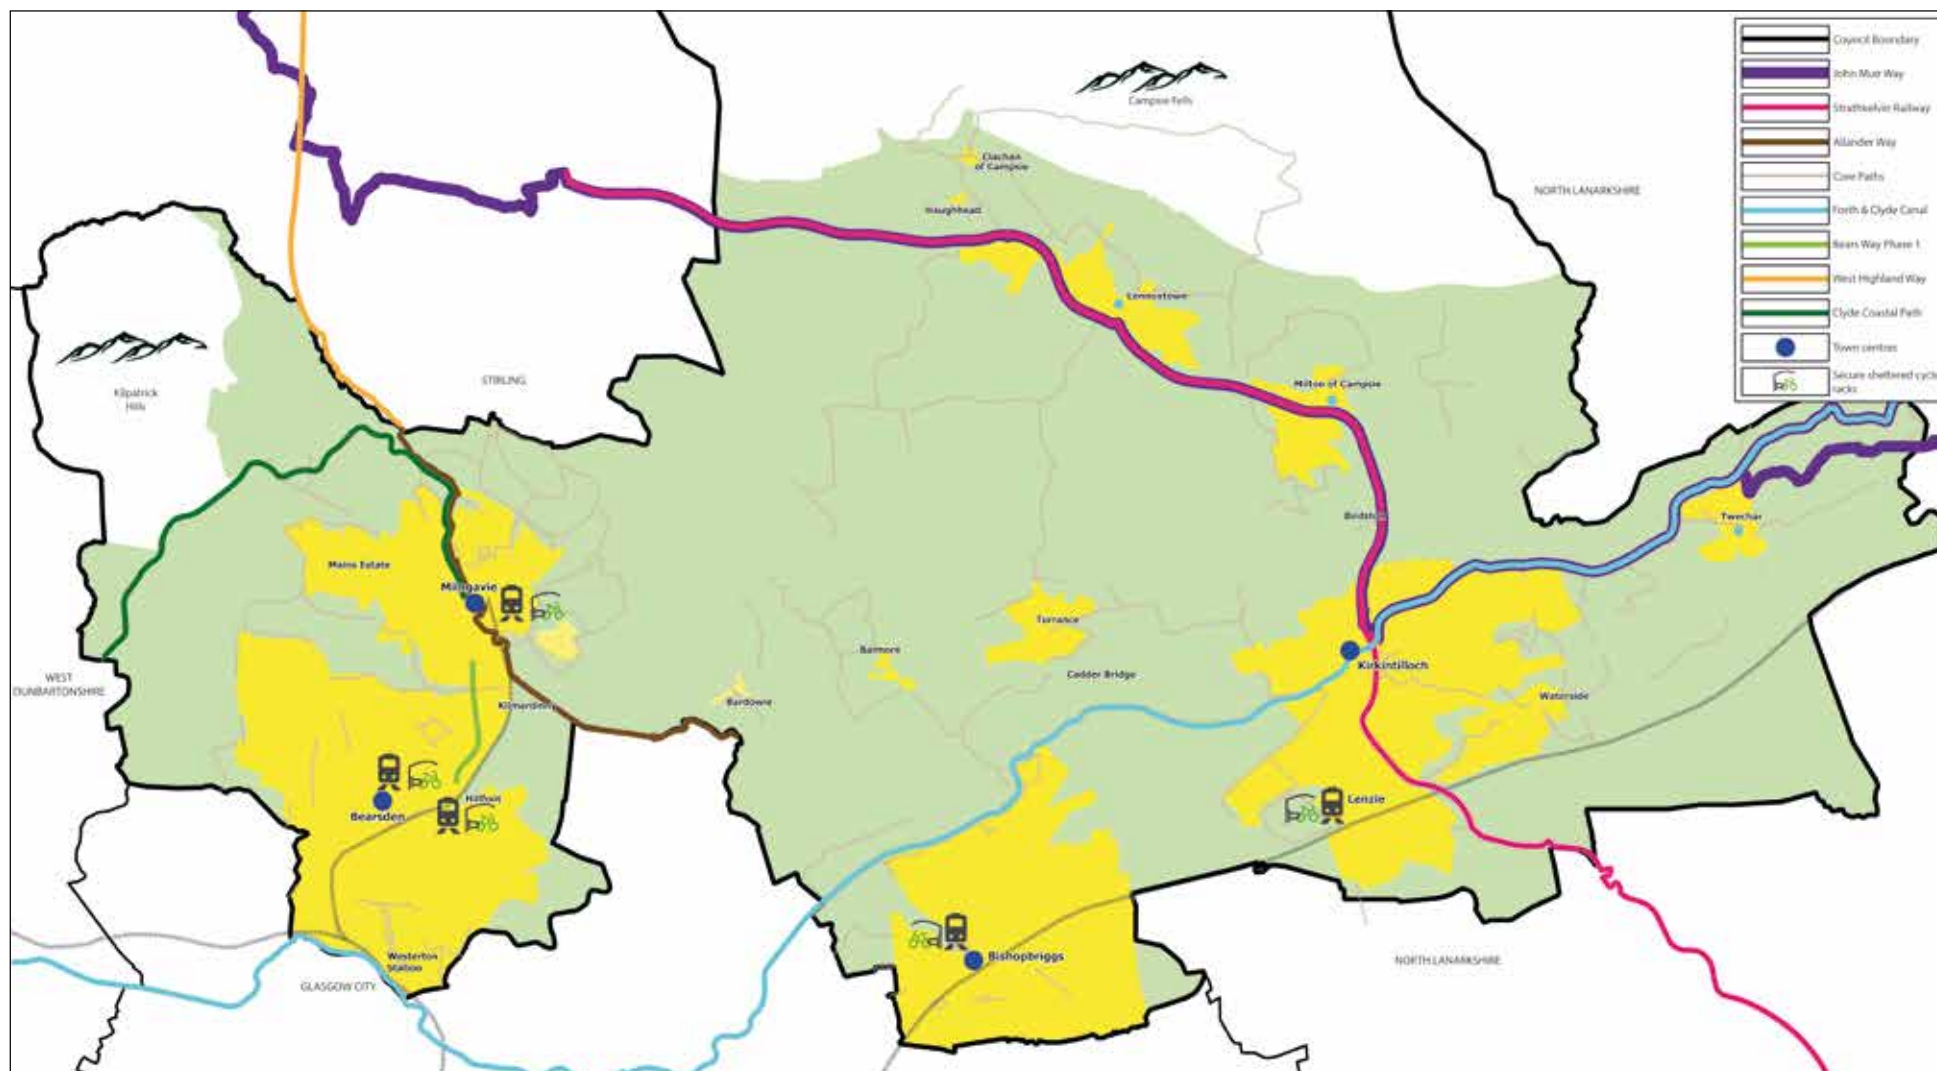 Council Boundary
John Muir Way
Strathkelvin Railway
Allander Way
Core Paths
Forth & Clyde Canal
Bears Way Phase 1
West Highland Way
Clyde Coastal Path
Town centres
Secure sheltered cycle
racks
Campsie Fells
Clachan
of Campsie
Haughhead
NORTH LANARKSHIRE
Lennoxtown
Kilpatrick
Hills
STIRLING
Milton of Campsie
Birdston
Twechar
Mains Estate
Milngavie
Torrance
Balmore
Cadder Bridge
Kirkintilloch
WEST
DUNBARTONSHIRE
Kilmardinny
Bardowie
Waterside
Hillfoot
Bearsden
Lenzie
Westerton
Station
Bishopbriggs
GLASGOW CITY
NORTH LANARKSHIRE